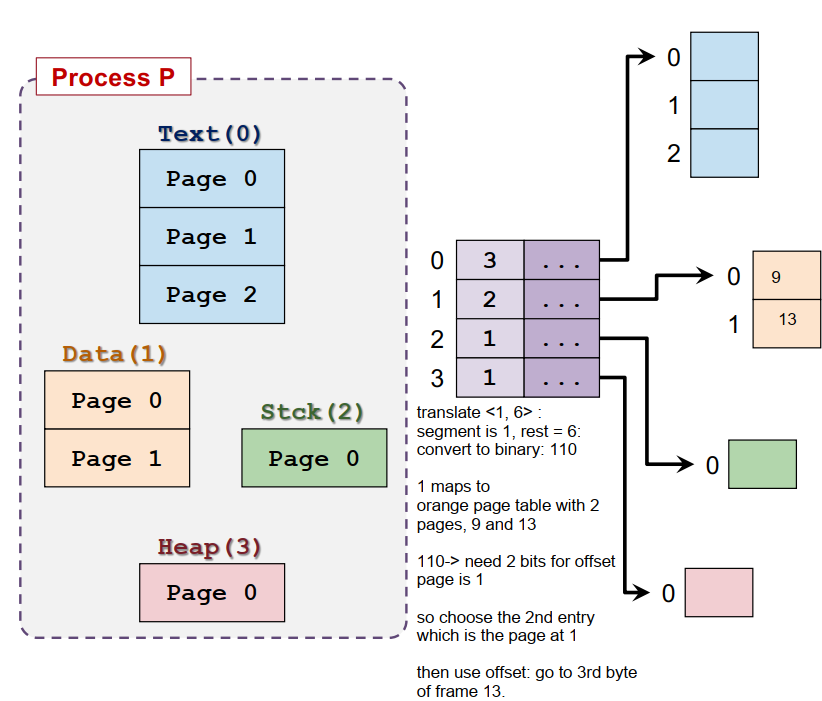 Process P
Text(0)
Page 0
Page 1
Page 2
Data(1)
Page 0
Page 1
Stck(2)
Page 0
Heap(3)
Page 0
0 3 ...
1 2 ...
2 1 ...
3 1 ...
translate <1, 6> :
segment is 1, rest = 6:
convert to binary: 110
1 maps to
orange page table with 2
pages, 9 and 13
110-> need 2 bits for offset
page is 1
so choose the 2nd entry
which is the page at 1
then use offset: go to 3rd byte
of frame 13.
0
1
2
0 9
1 13
0
0